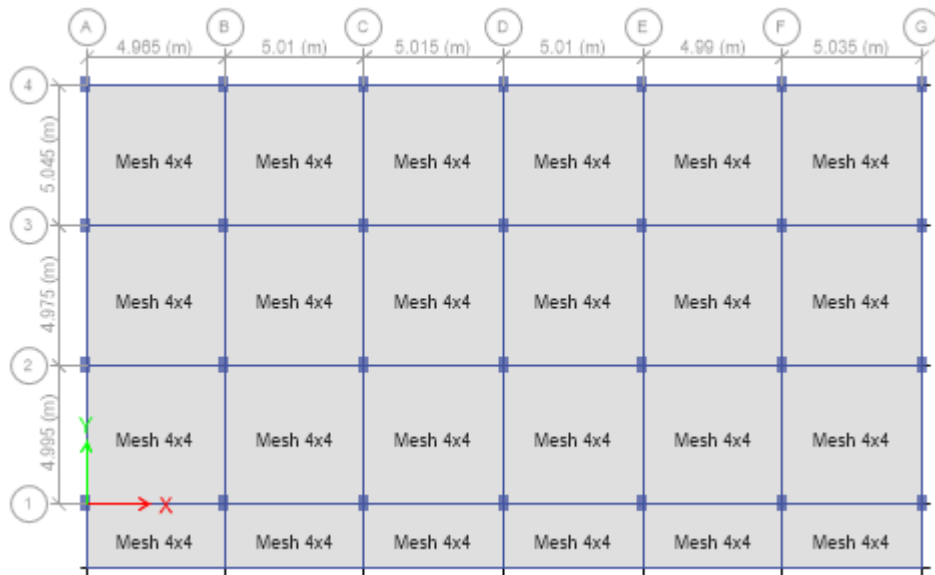 A B C D E F G
4.965 (m) 5.01 (m) 5.015 (m) 5.01 (m) 4.99 (m) 5.035 (m)
4
5.045 (m)
Mesh 4x4 Mesh 4x4 Mesh 4x4 Mesh 4x4 Mesh 4x4 Mesh 4x4
3
4.975 (m)
Mesh 4x4 Mesh 4x4 Mesh 4x4 Mesh 4x4 Mesh 4x4 Mesh 4x4
2
4.995 (m)
Y
Mesh 4x4 Mesh 4x4 Mesh 4x4 Mesh 4x4 Mesh 4x4 Mesh 4x4
1
X
Mesh 4x4 Mesh 4x4 Mesh 4x4 Mesh 4x4 Mesh 4x4 Mesh 4x4